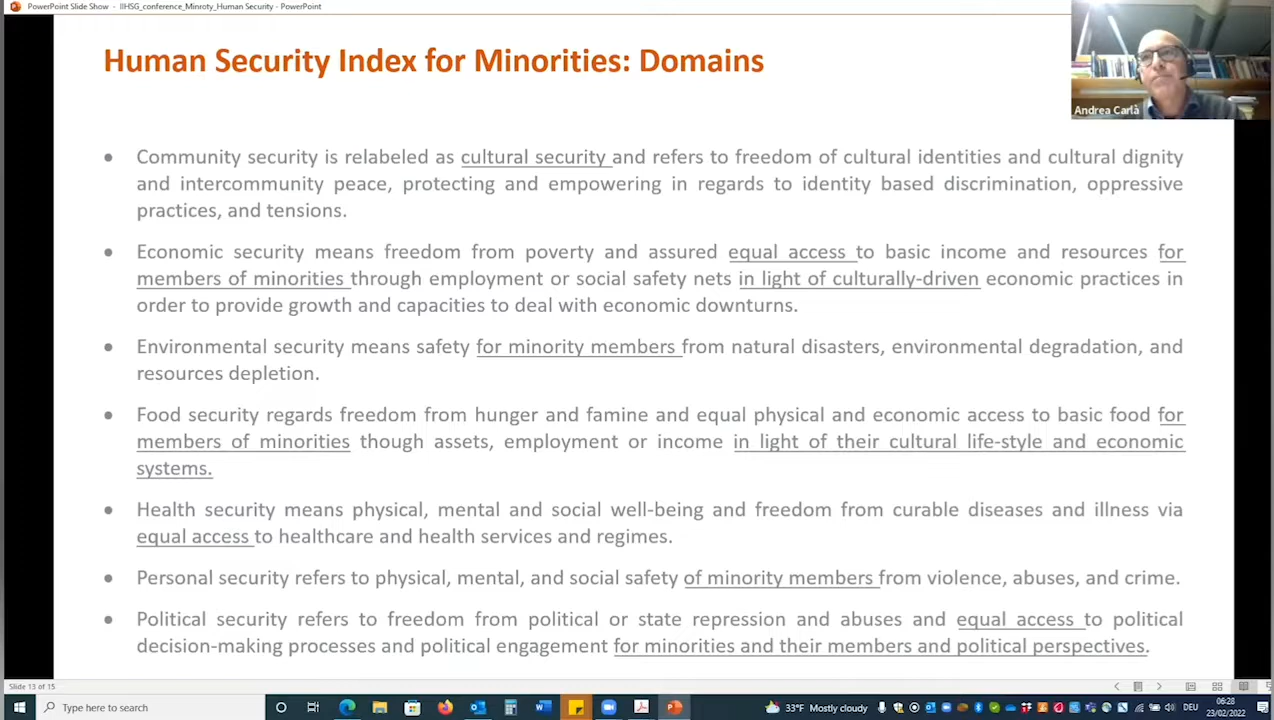 PowerPoint Slide Show - IIHSG_conference_Minroty_Human Security - PowerPoint
Human Security Index for Minorities: Domains
Andrea Carlà
• Community security is relabeled as cultural security and refers to freedom of cultural identities and cultural dignity
and intercommunity peace, protecting and empowering in regards to identity based discrimination, oppressive
practices, and tensions.
• Economic security means freedom from poverty and assured equal access to basic income and resources for
members of minorities through employment or social safety nets in light of culturally-driven economic practices in
order to provide growth and capacities to deal with economic downturns.
• Environmental security means safety for minority members from natural disasters, environmental degradation, and
resources depletion.
• Food security regards freedom from hunger and famine and equal physical and economic access to basic food for
members of minorities though assets, employment or income in light of their cultural life-style and economic
systems.
• Health security means physical, mental and social well-being and freedom from curable diseases and illness via
equal access to healthcare and health services and regimes.
• Personal security refers to physical, mental, and social safety of minority members from violence, abuses, and crime.
• Political security refers to freedom from political or state repression and abuses and equal access to political
decision-making processes and political engagement for minorities and their members and political perspectives.
Slide 13 of 15
Type here to search
33°F Mostly cloudy
DEU
06:28
23/02/2022